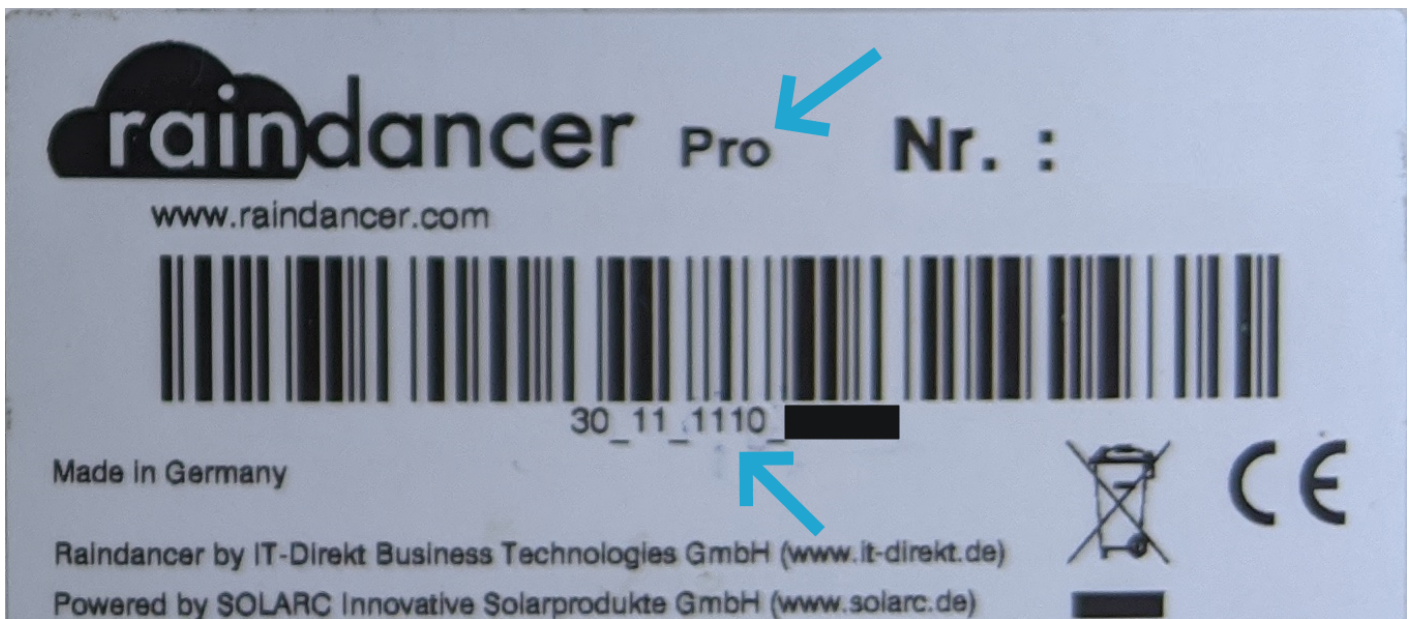 raindancer Pro Nr. :
www.raindancer.com
30_11_1110_
Made in Germany
Raindancer by IT-Direkt Business Technologies GmbH (www.it-direkt.de)
Powered by SOLARC Innovative Solarprodukte GmbH (www.solarc.de)
CE